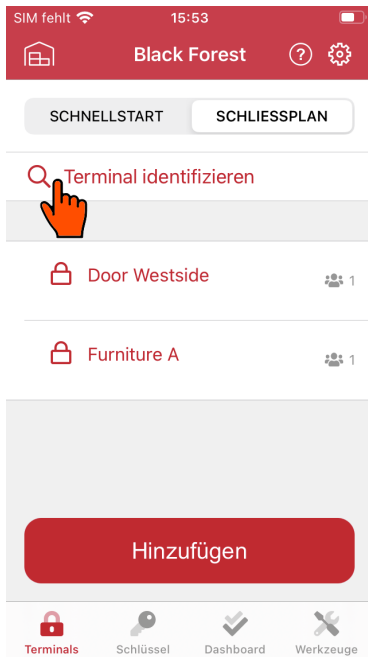 SIM fehlt 15:53
Black Forest ?
SCHNELLSTART SCHLIESSPLAN
Terminal identifizieren
Door Westside 1
Furniture A 1
Hinzufügen
Terminals Schlüssel Dashboard Werkzeuge